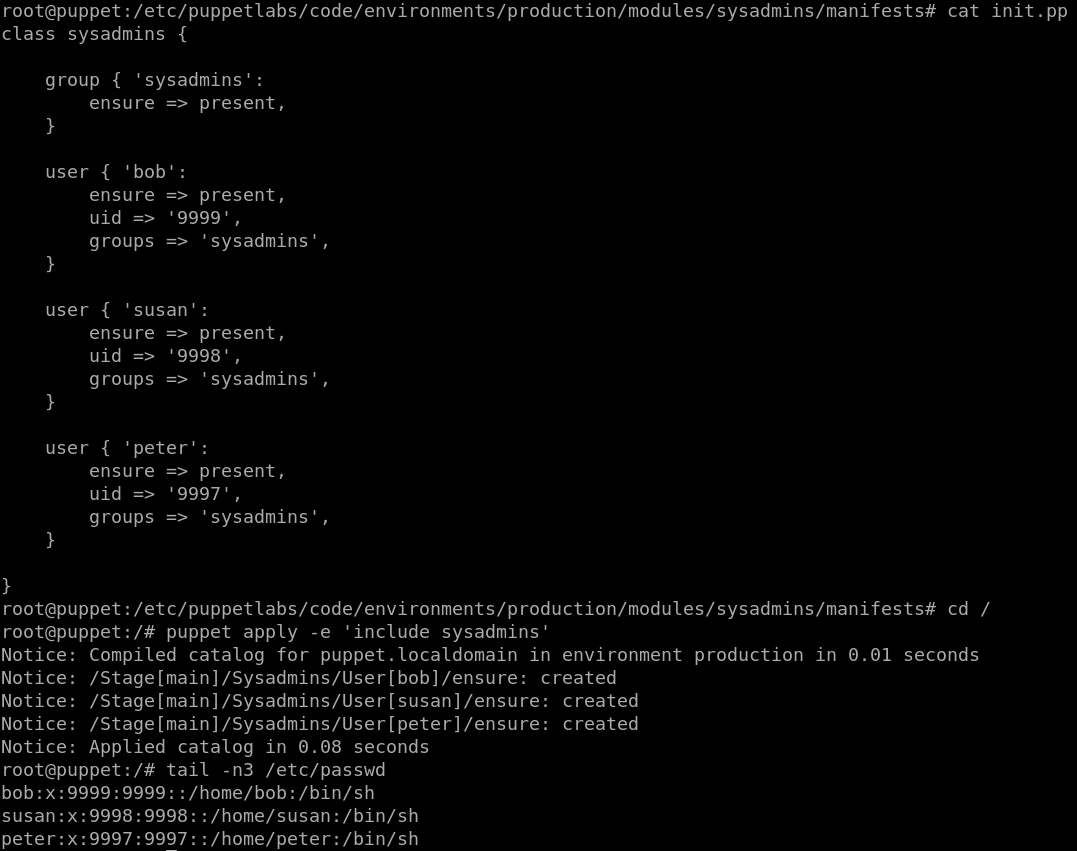 root@puppet:/etc/puppetlabs/code/environments/production/modules/sysadmins/manifests# cat init.pp
class sysadmins {

    group { 'sysadmins':
        ensure => present,
    }

    user { 'bob':
        ensure => present,
        uid => '9999',
        groups => 'sysadmins',
    }

    user { 'susan':
        ensure => present,
        uid => '9998',
        groups => 'sysadmins',
    }

    user { 'peter':
        ensure => present,
        uid => '9997',
        groups => 'sysadmins',
    }

}
root@puppet:/etc/puppetlabs/code/environments/production/modules/sysadmins/manifests# cd /
root@puppet:/# puppet apply -e 'include sysadmins'
Notice: Compiled catalog for puppet.localdomain in environment production in 0.01 seconds
Notice: /Stage[main]/Sysadmins/User[bob]/ensure: created
Notice: /Stage[main]/Sysadmins/User[susan]/ensure: created
Notice: /Stage[main]/Sysadmins/User[peter]/ensure: created
Notice: Applied catalog in 0.08 seconds
root@puppet:/# tail -n3 /etc/passwd
bob:x:9999:9999::/home/bob:/bin/sh
susan:x:9998:9998::/home/susan:/bin/sh
peter:x:9997:9997::/home/peter:/bin/sh